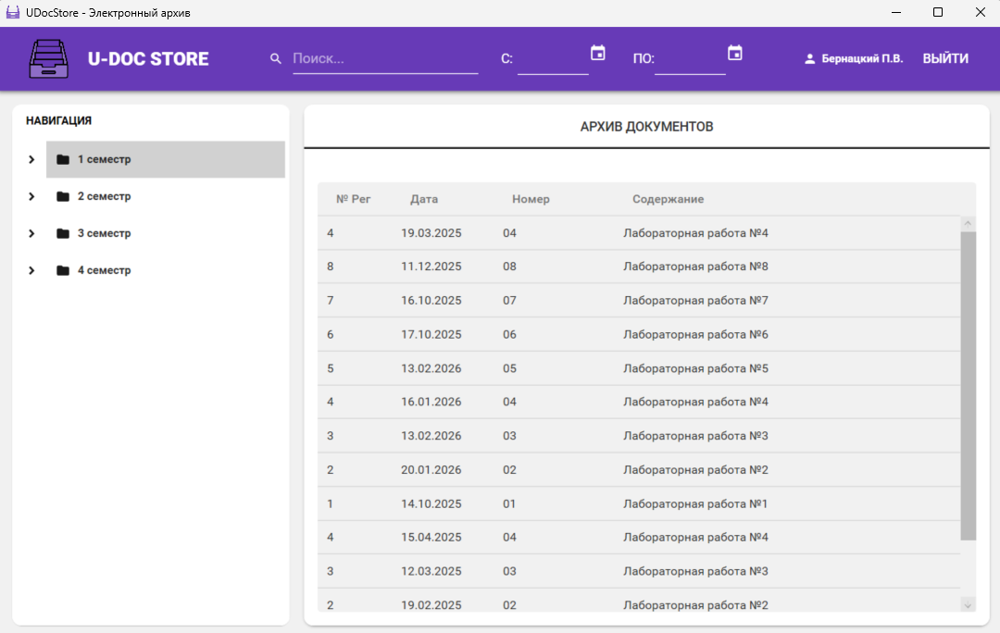 UDocStore - Электронный архив
U-DOC STORE Поиск... С: ПО: Бернацкий П.В. ВЫЙТИ
НАВИГАЦИЯ
1 семестр
2 семестр
3 семестр
4 семестр
АРХИВ ДОКУМЕНТОВ
№ Рег Дата Номер Содержание
4 19.03.2025 04 Лабораторная работа №4
8 11.12.2025 08 Лабораторная работа №8
7 16.10.2025 07 Лабораторная работа №7
6 17.10.2025 06 Лабораторная работа №6
5 13.02.2026 05 Лабораторная работа №5
4 16.01.2026 04 Лабораторная работа №4
3 13.02.2026 03 Лабораторная работа №3
2 20.01.2026 02 Лабораторная работа №2
1 14.10.2025 01 Лабораторная работа №1
4 15.04.2025 04 Лабораторная работа №4
3 12.03.2025 03 Лабораторная работа №3
2 19.02.2025 02 Лабораторная работа №2